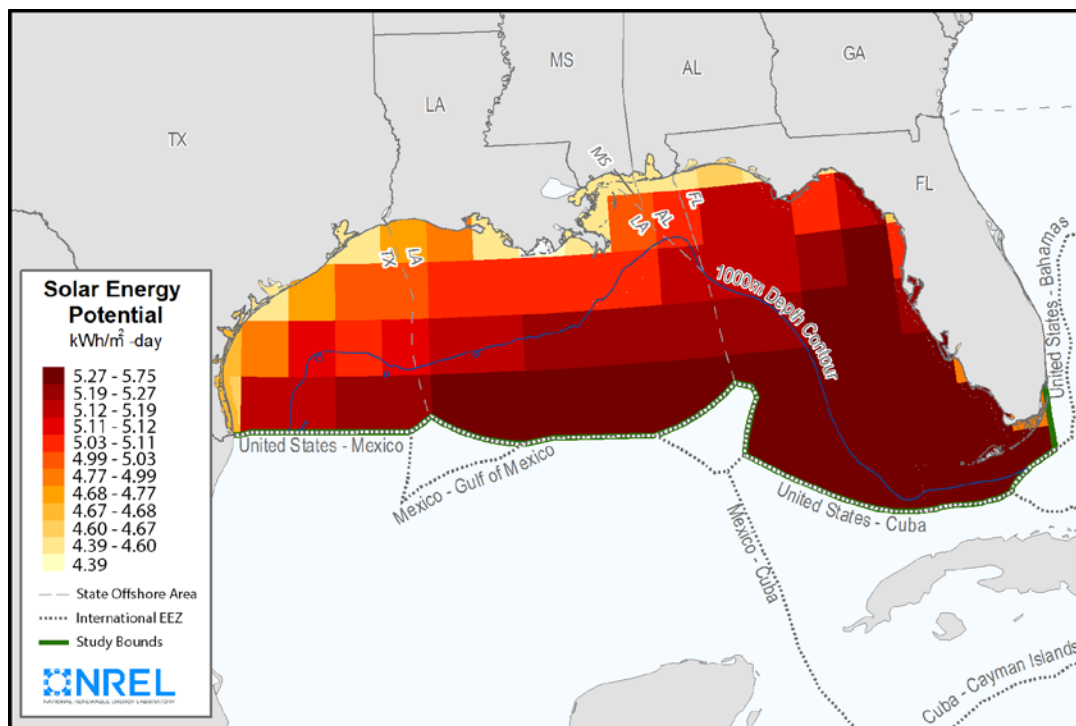 MS
AL
GA
LA
TX
FL
MS
AL
LA
FL
TX
LA
1000m Depth Contour
United States - Bahamas
United States - Mexico
Mexico - Gulf of Mexico
United States - Cuba
Mexico - Cuba
Cuba - Cayman Islands
Solar Energy
Potential
kWh/m² -day
5.27 - 5.75
5.19 - 5.27
5.12 - 5.19
5.11 - 5.12
5.03 - 5.11
4.99 - 5.03
4.77 - 4.99
4.68 - 4.77
4.67 - 4.68
4.60 - 4.67
4.39 - 4.60
4.39
State Offshore Area
International EEZ
Study Bounds
NREL
NATIONAL RENEWABLE ENERGY LABORATORY